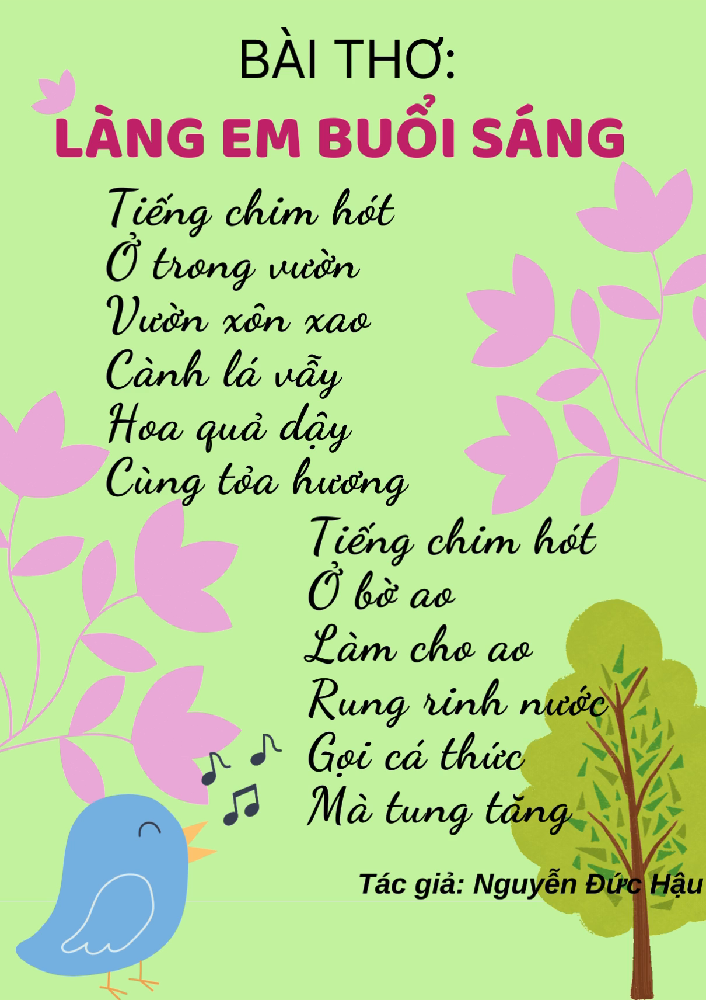 BÀI THƠ:
LÀNG EM BUỔI SÁNG
Tiếng chim hót
Ở trong vườn
Vườn xôn xao
Cành lá vẫy
Hoa quả dậy
Cùng tỏa hương
Tiếng chim hót
Ở bờ ao
Làm cho ao
Rung rinh nước
Gọi cá thức
Mà tung tăng
Tác giả: Nguyễn Đức Hậu